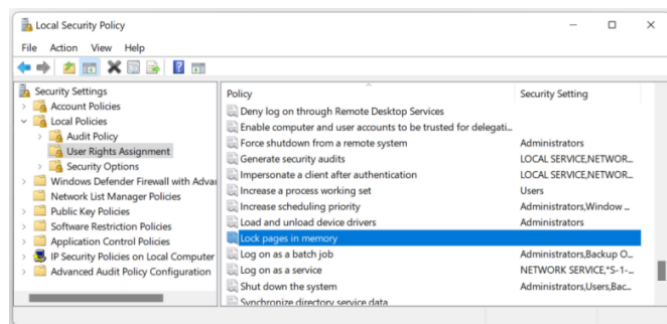 Local Security Policy
File Action View Help
Security Settings
Account Policies
Local Policies
Audit Policy
User Rights Assignment
Security Options
Windows Defender Firewall with Adva
Network List Manager Policies
Public Key Policies
Software Restriction Policies
Application Control Policies
IP Security Policies on Local Computer
Advanced Audit Policy Configuration
Policy Security Setting
Deny log on through Remote Desktop Services
Enable computer and user accounts to be trusted for delegati...
Force shutdown from a remote system Administrators
Generate security audits LOCAL SERVICE,NETWOR...
Impersonate a client after authentication LOCAL SERVICE,NETWOR...
Increase a process working set Users
Increase scheduling priority Administrators,Window ...
Load and unload device drivers Administrators
Lock pages in memory
Log on as a batch job Administrators,Backup O...
Log on as a service NETWORK SERVICE,*S-1-...
Shut down the system Administrators,Users,Bac...
Synchronize directory service data